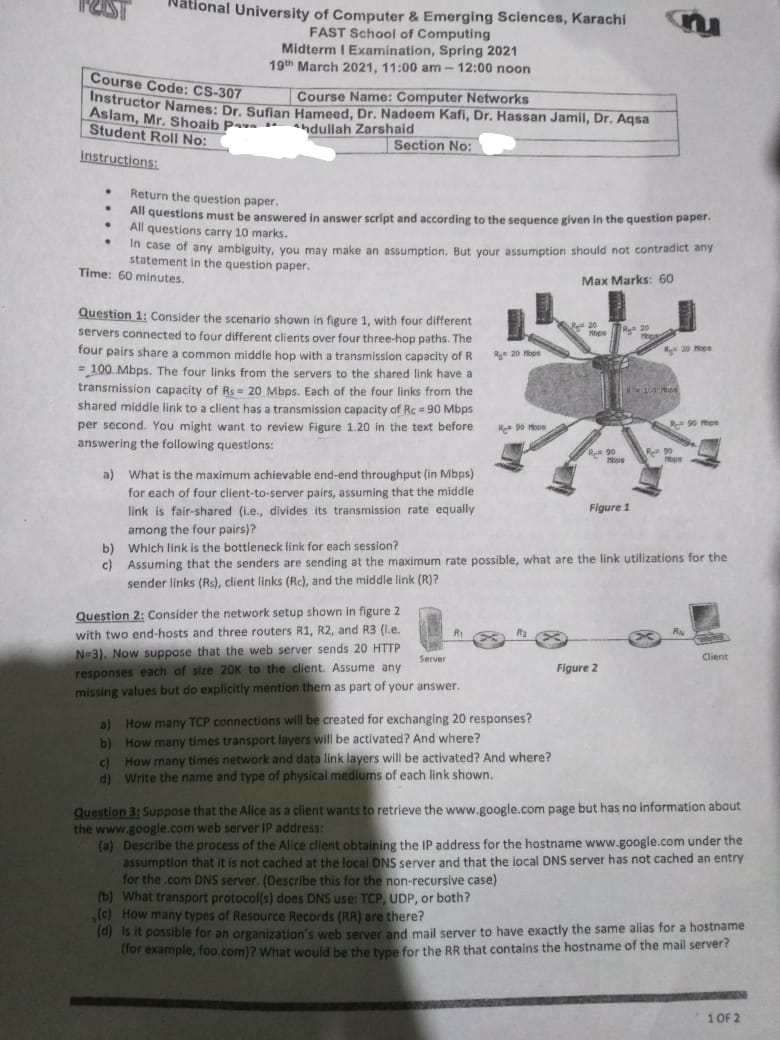 National University of Computer & Emerging Sciences, Karachi
FAST School of Computing
Midterm I Examination, Spring 2021
19th March 2021, 11:00 am – 12:00 noon
Course Code: CS-307
Course Name: Computer Networks
Instructor Names: Dr. Sufian Hameed, Dr. Nadeem Kafi, Dr. Hassan Jamil, Dr. Aqsa
Aslam, Mr. Shoaib Abdullah Zarshaid
Student Roll No:
Section No:
Instructions:
• Return the question paper.
• All questions must be answered in answer script and according to the sequence given in the question paper.
• All questions carry 10 marks.
• In case of any ambiguity, you may make an assumption. But your assumption should not contradict any
statement in the question paper.
Time: 60 minutes.
Max Marks: 60
Question 1: Consider the scenario shown in figure 1, with four different
servers connected to four different clients over four three-hop paths. The
four pairs share a common middle hop with a transmission capacity of R
= 100 Mbps. The four links from the servers to the shared link have a
transmission capacity of RS = 20 Mbps. Each of the four links from the
shared middle link to a client has a transmission capacity of RC = 90 Mbps
per second. You might want to review Figure 1.20 in the text before
answering the following questions:
RS= 20 Mbps
RS= 20 Mbps
RS= 20 Mbps
RS= 20 Mbps
R = 100 Mbps
RC= 90 Mbps
RC= 90 Mbps
RC= 90 Mbps
RC= 90 Mbps
Figure 1
a) What is the maximum achievable end-end throughput (in Mbps)
for each of four client-to-server pairs, assuming that the middle
link is fair-shared (i.e., divides its transmission rate equally
among the four pairs)?
b) Which link is the bottleneck link for each session?
c) Assuming that the senders are sending at the maximum rate possible, what are the link utilizations for the
sender links (RS), client links (RC), and the middle link (R)?
Question 2: Consider the network setup shown in figure 2
with two end-hosts and three routers R1, R2, and R3 (i.e.
N=3). Now suppose that the web server sends 20 HTTP
responses each of size 20K to the client. Assume any
missing values but do explicitly mention them as part of your answer.
R1
R2
RN
Server
Client
Figure 2
a) How many TCP connections will be created for exchanging 20 responses?
b) How many times transport layers will be activated? And where?
c) How many times network and data link layers will be activated? And where?
d) Write the name and type of physical mediums of each link shown.
Question 3: Suppose that the Alice as a client wants to retrieve the www.google.com page but has no information about
the www.google.com web server IP address:
(a) Describe the process of the Alice client obtaining the IP address for the hostname www.google.com under the
assumption that it is not cached at the local DNS server and that the local DNS server has not cached an entry
for the .com DNS server. (Describe this for the non-recursive case)
(b) What transport protocol(s) does DNS use: TCP, UDP, or both?
(c) How many types of Resource Records (RR) are there?
(d) Is it possible for an organization's web server and mail server to have exactly the same alias for a hostname
(for example, foo.com)? What would be the type for the RR that contains the hostname of the mail server?
1 OF 2